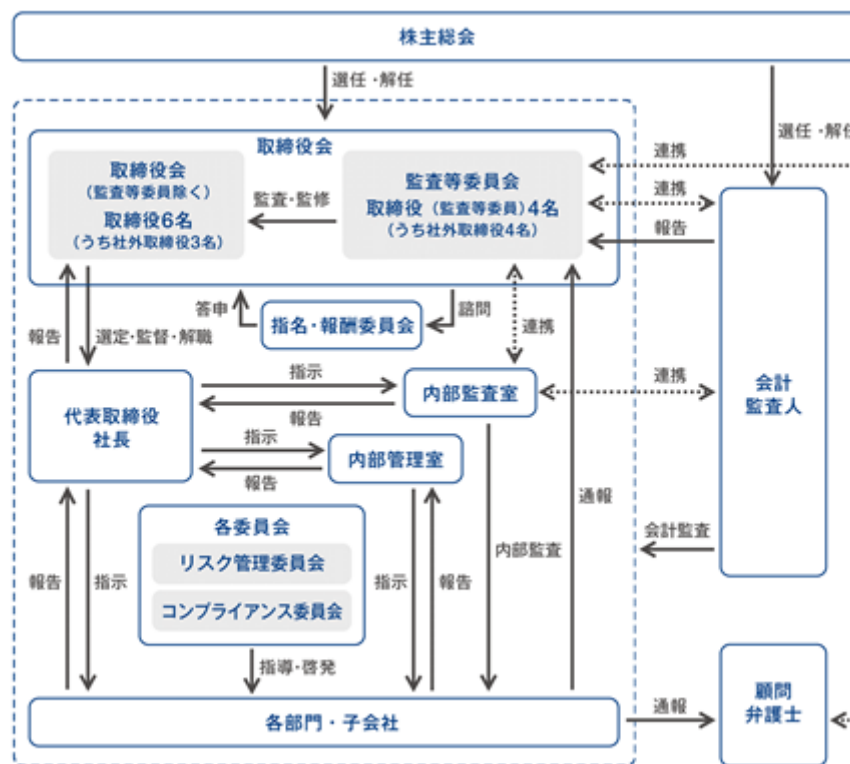 株主総会
選任・解任
選任・解任
取締役会
取締役会
(監査等委員除く)
取締役6名
(うち社外取締役3名)
監査・監修
監査等委員会
取締役(監査等委員)4名
(うち社外取締役4名)
連携
連携
報告
答申
指名・報酬委員会
諮問
連携
報告
選定・監督・解職
代表取締役
社長
指示
報告
内部監査室
連携
会計
監査人
指示
報告
内部管理室
通報
各委員会
リスク管理委員会
コンプライアンス委員会
内部監査
会計監査
報告
指示
指示
報告
指導・啓発
各部門・子会社
通報
顧問
弁護士